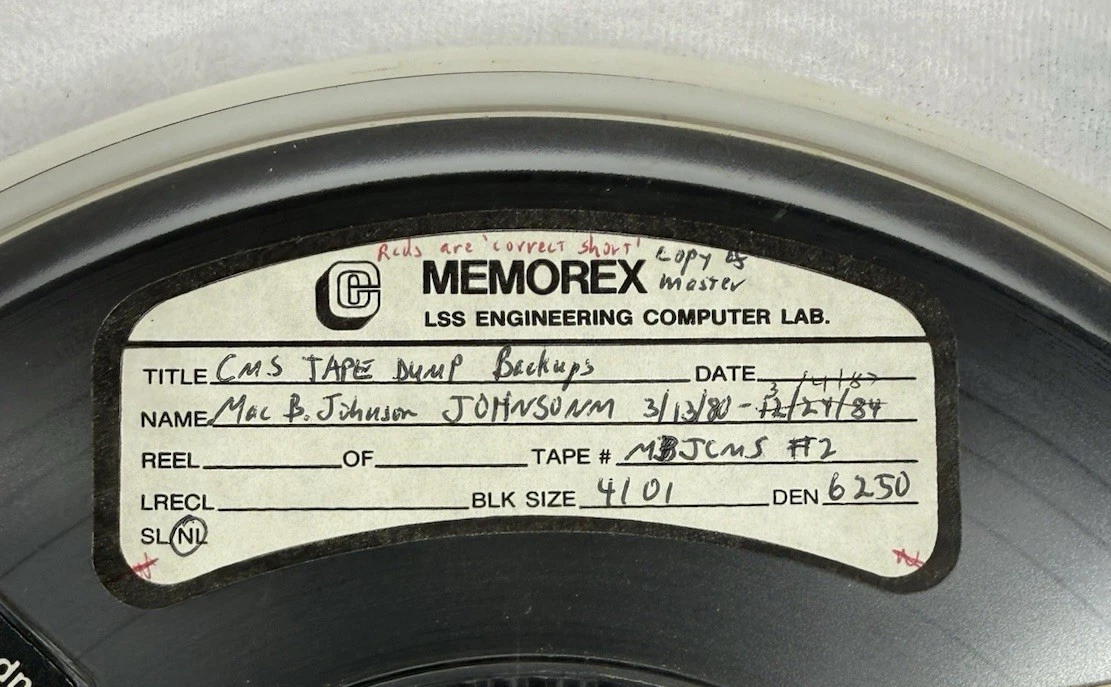 Rcds are 'correct short'
Copy of
master
MEMOREX
LSS ENGINEERING COMPUTER LAB.
TITLE CMS TAPE DUMP Backups DATE
NAME Mac B. Johnson JOHNSONM 3/13/80 - 12/24/84
REEL OF TAPE # MBJCMS #2
LRECL BLK SIZE 4101 DEN 6250
SL/NL